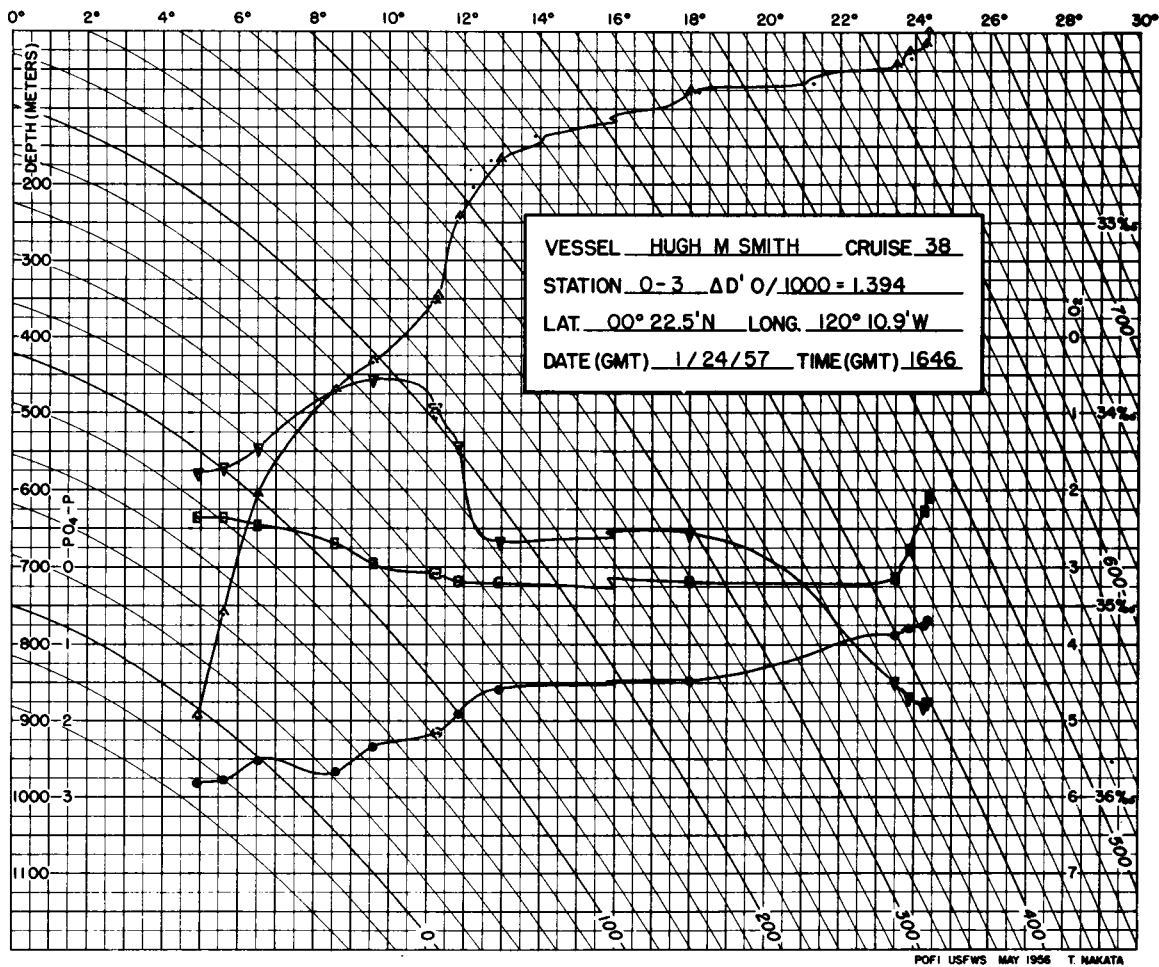 0° 2° 4° 6° 8° 10° 12° 14° 16° 18° 20° 22° 24° 26° 28° 30°
DEPTH (METERS)
200
300
400
500
600
700
800
900
1000
1100
PO₄-P
0
1
2
3
VESSEL HUGH M SMITH CRUISE 38
STATION 0-3 ΔD' 0/1000 = 1.394
LAT. 00° 22.5'N LONG. 120° 10.9'W
DATE (GMT) 1/24/57 TIME (GMT) 1646
O₂
0
1
2
3
4
5
6
7
33‰
34‰
35‰
36‰
700
600
500
0 100 200 300 400
POFI USFWS MAY 1956 T. NAKATA